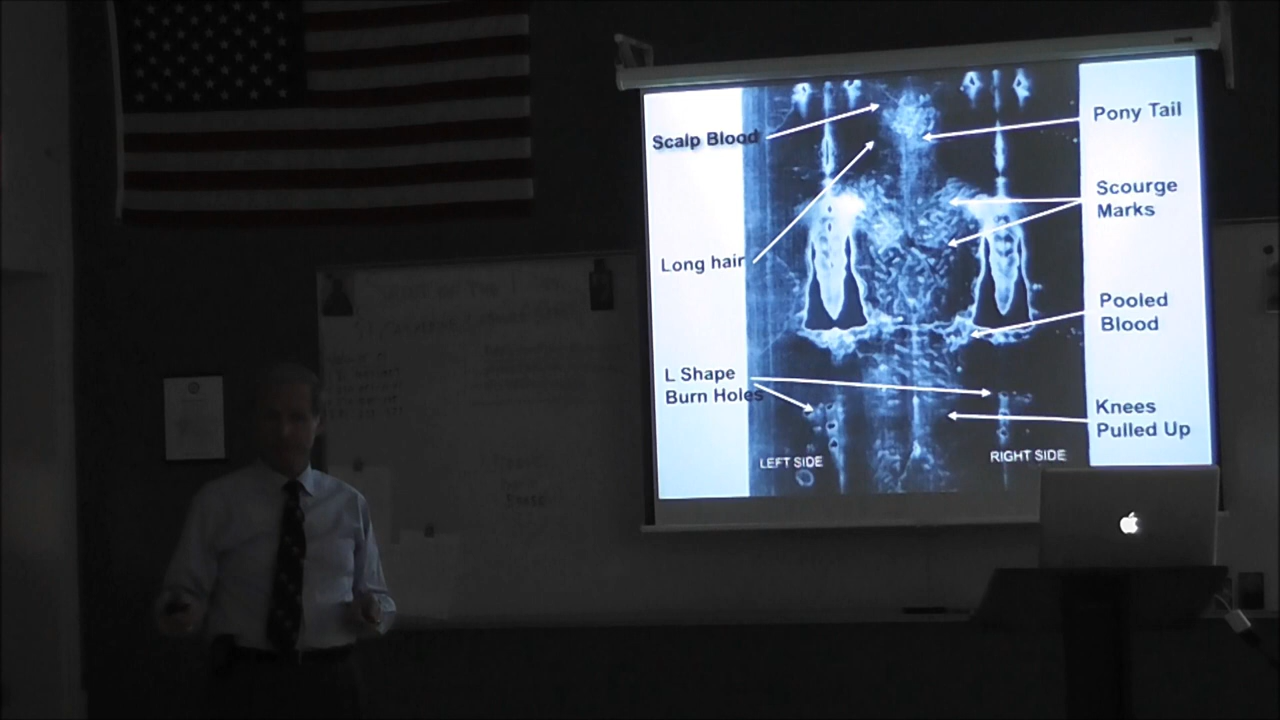 Scalp Blood
Pony Tail
Scourge
Marks
Long hair
Pooled
Blood
L Shape
Burn Holes
Knees
Pulled Up
LEFT SIDE
RIGHT SIDE